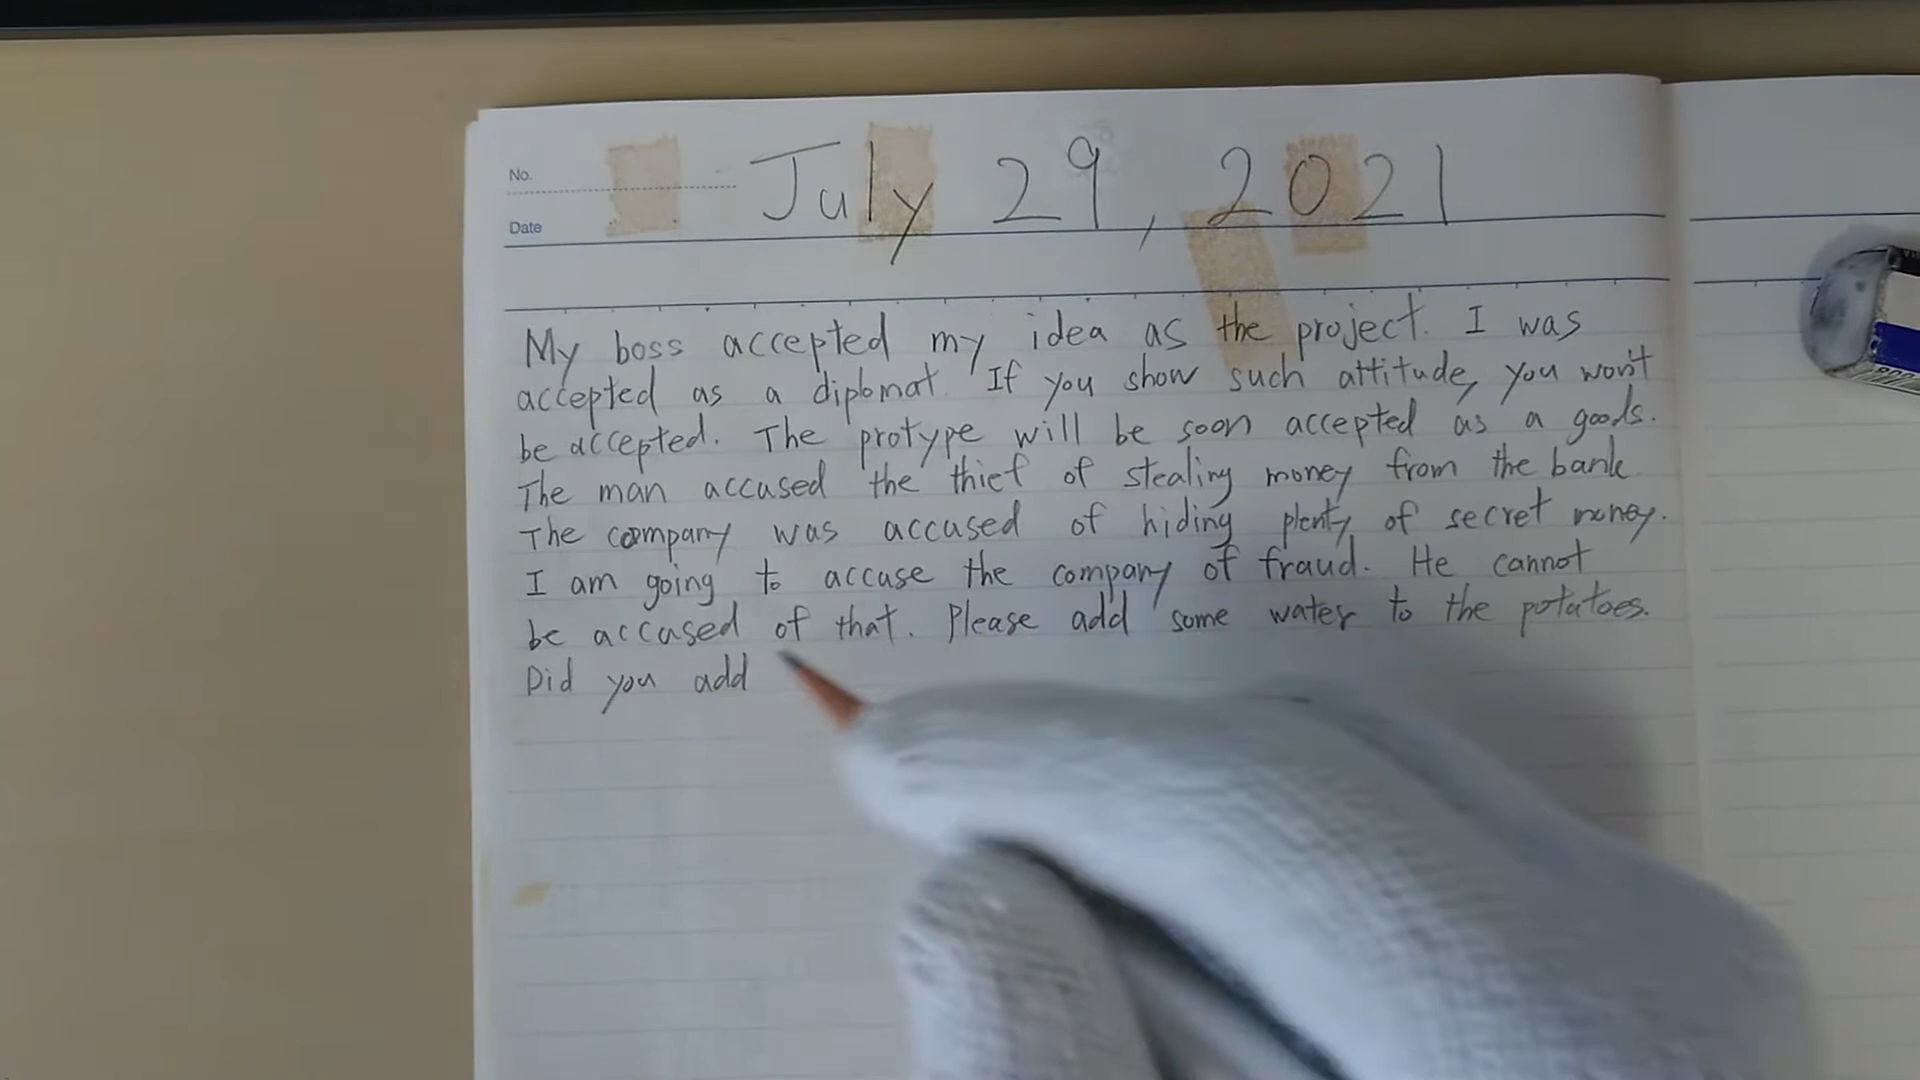 No.
Date
July 29, 2021
My boss accepted my idea as the project. I was
accepted as a diplomat. If you show such attitude, you won't
be accepted. The protype will be soon accepted as a goods.
The man accused the thief of stealing money from the bank.
The company was accused of hiding plenty of secret money.
I am going to accuse the company of fraud. He cannot
be accused of that. Please add some water to the potatoes.
Did you add